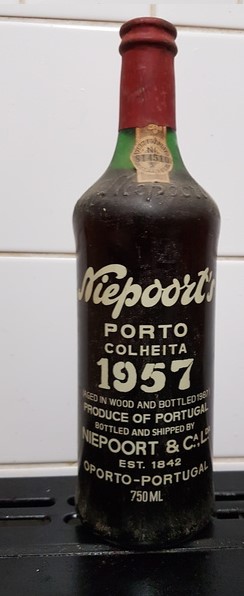 Niepoort
Niepoort's
PORTO
COLHEITA
1957
AGED IN WOOD AND BOTTLED
PRODUCE OF PORTUGAL
BOTTLED AND SHIPPED BY
NIEPOORT & CA.
EST. 1842
OPORTO-PORTUGAL
750 ML